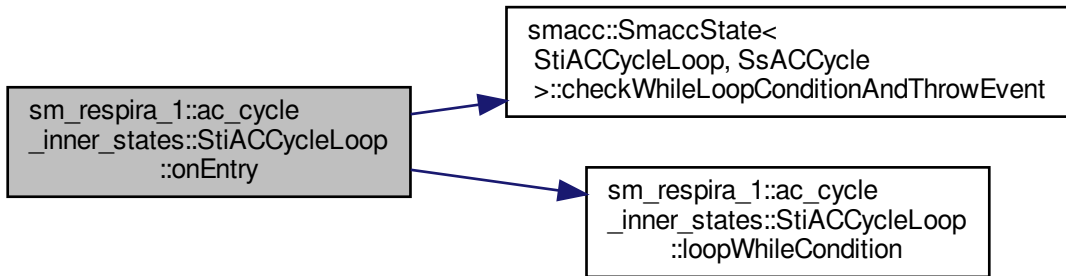 sm_respira_1::ac_cycle
_inner_states::StiACCycleLoop
::onEntry
smacc::SmaccState<
StiACCycleLoop, SsACCycle
>::checkWhileLoopConditionAndThrowEvent
sm_respira_1::ac_cycle
_inner_states::StiACCycleLoop
::loopWhileCondition